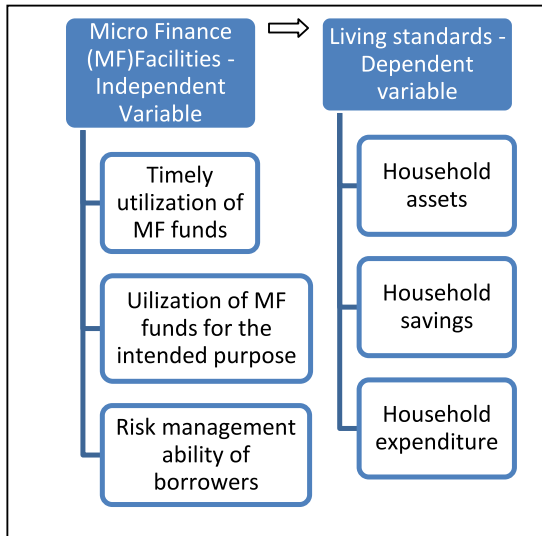 Micro Finance
(MF)Facilities -
Independent
Variable
Timely
utilization of
MF funds
Uilization of MF
funds for the
intended purpose
Risk management
ability of
borrowers
Living standards -
Dependent
variable
Household
assets
Household
savings
Household
expenditure